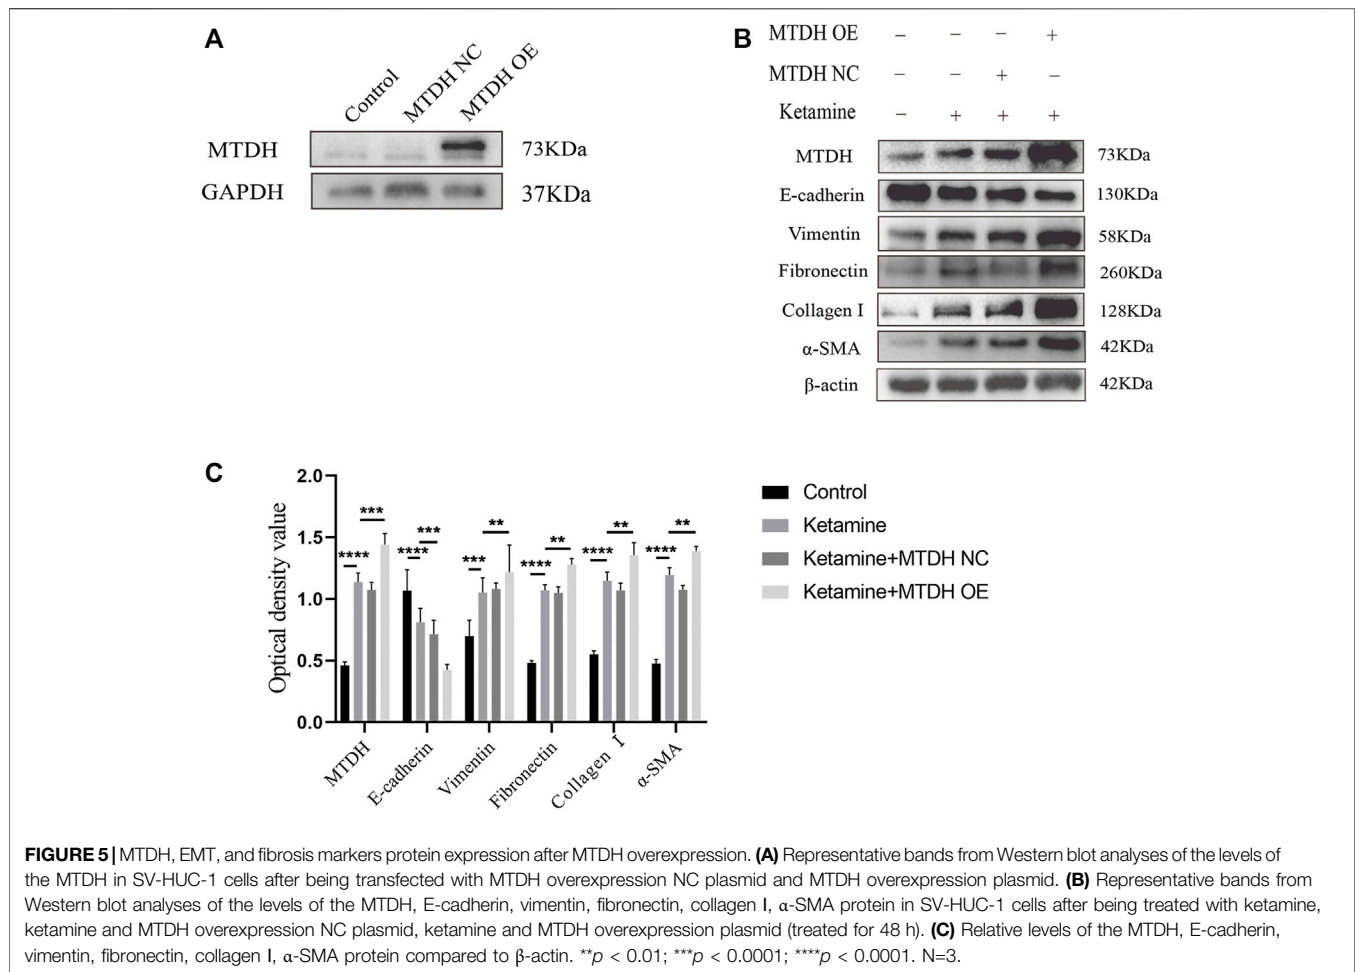 A
Control
MTDH NC
MTDH OE
MTDH
73KDa
GAPDH
37KDa
B
MTDH OE − − − +
MTDH NC − − + −
Ketamine − + + +
MTDH 73KDa
E-cadherin 130KDa
Vimentin 58KDa
Fibronectin 260KDa
Collagen I 128KDa
α-SMA 42KDa
β-actin 42KDa
C
Optical density value
2.0
1.5
1.0
0.5
0.0
**** ***
**** ***
*** **
**** **
**** **
**** **
MTDH
E-cadherin
Vimentin
Fibronectin
Collagen Í
α-SMA
Control
Ketamine
Ketamine+MTDH NC
Ketamine+MTDH OE
FIGURE 5 | MTDH, EMT, and fibrosis markers protein expression after MTDH overexpression. (A) Representative bands from Western blot analyses of the levels of
the MTDH in SV-HUC-1 cells after being transfected with MTDH overexpression NC plasmid and MTDH overexpression plasmid. (B) Representative bands from
Western blot analyses of the levels of the MTDH, E-cadherin, vimentin, fibronectin, collagen I, α-SMA protein in SV-HUC-1 cells after being treated with ketamine,
ketamine and MTDH overexpression NC plasmid, ketamine and MTDH overexpression plasmid (treated for 48 h). (C) Relative levels of the MTDH, E-cadherin,
vimentin, fibronectin, collagen I, α-SMA protein compared to β-actin. **p < 0.01; ***p < 0.0001; ****p < 0.0001. N=3.